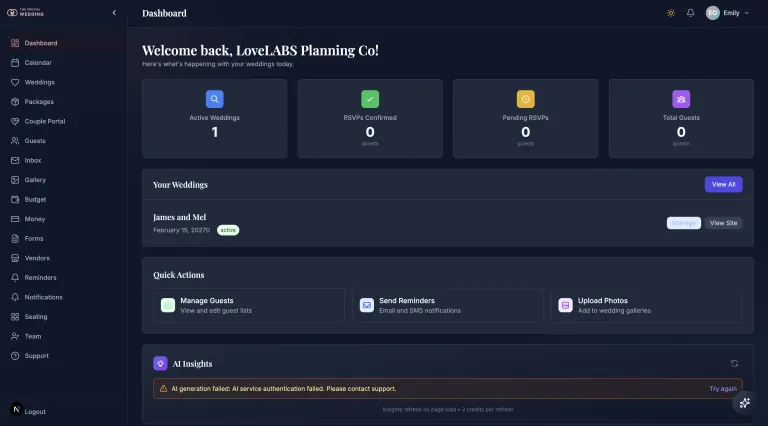 THE SPECIAL
WEDDING
Dashboard
EO
Emily
Dashboard
Calendar
Weddings
Packages
Couple Portal
Guests
Inbox
Gallery
Budget
Money
Forms
Vendors
Reminders
Notifications
Seating
Team
Support
N
Logout
Welcome back, LoveLABS Planning Co!
Here's what's happening with your weddings today.
Active Weddings
1
RSVPs Confirmed
0
guests
Pending RSVPs
0
guests
Total Guests
0
guests
Your Weddings
View All
James and Mel
February 15, 20270
active
Manage
View Site
Quick Actions
Manage Guests
View and edit guest lists
Send Reminders
Email and SMS notifications
Upload Photos
Add to wedding galleries
AI Insights
AI generation failed: AI service authentication failed. Please contact support.
Try again
Insights refresh on page load • 2 credits per refresh